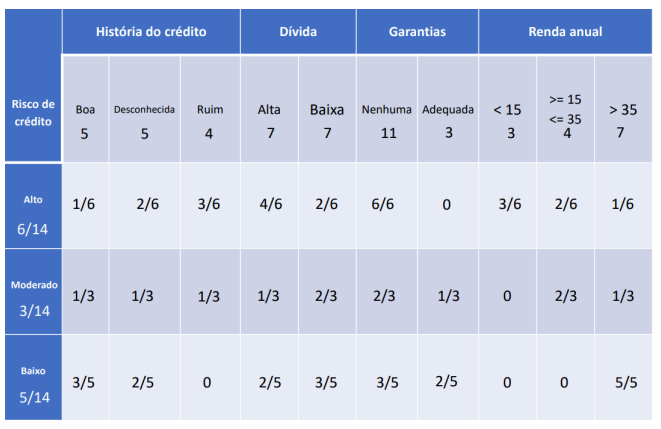 História do crédito Dívida Garantias Renda anual
Risco de crédito Boa 5 Desconhecida 5 Ruim 4 Alta 7 Baixa 7 Nenhuma 11 Adequada 3 < 15 3 >= 15 <= 35 4 > 35 7
Alto 6/14 1/6 2/6 3/6 4/6 2/6 6/6 0 3/6 2/6 1/6
Moderado 3/14 1/3 1/3 1/3 1/3 2/3 2/3 1/3 0 2/3 1/3
Baixo 5/14 3/5 2/5 0 2/5 3/5 3/5 2/5 0 0 5/5